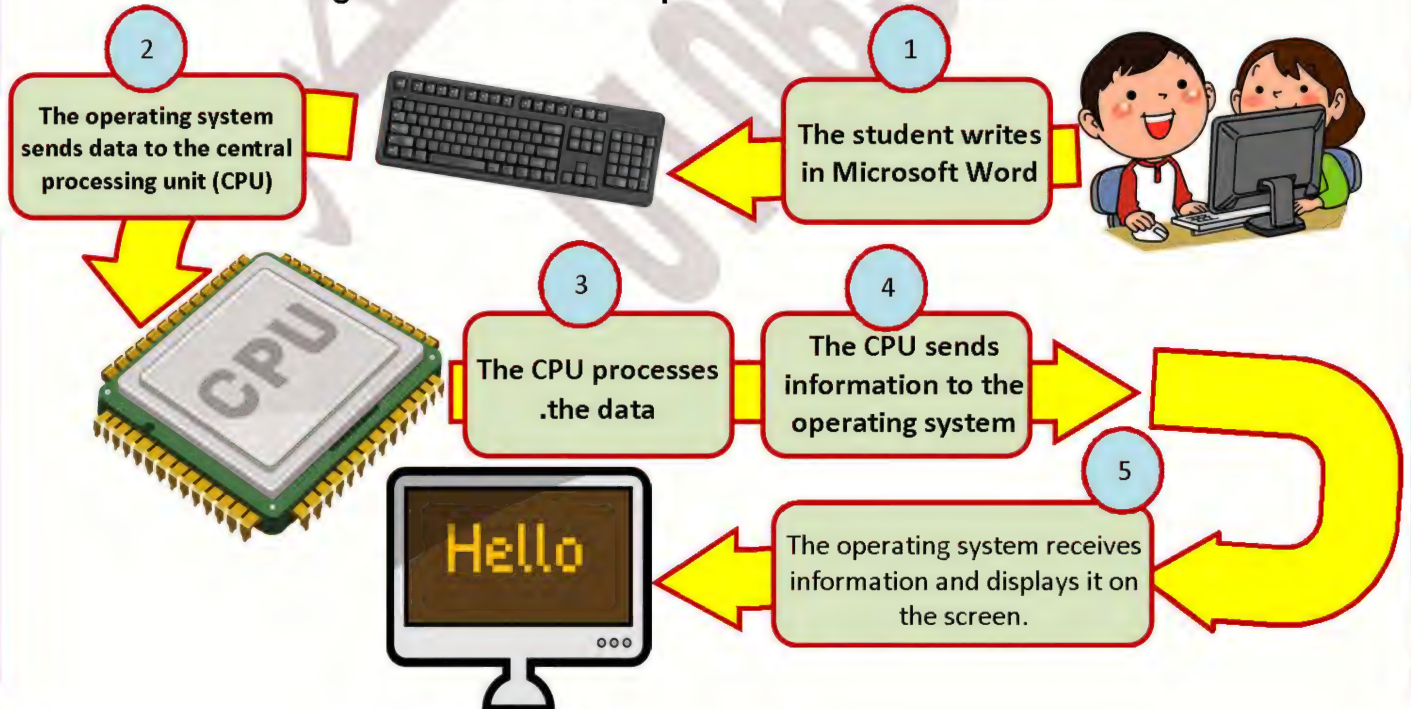 1
The student writes
in Microsoft Word
2
The operating system
sends data to the central
processing unit (CPU)
CPU
3
The CPU processes
.the data
4
The CPU sends
information to the
operating system
5
The operating system receives
information and displays it on
the screen.
Hello